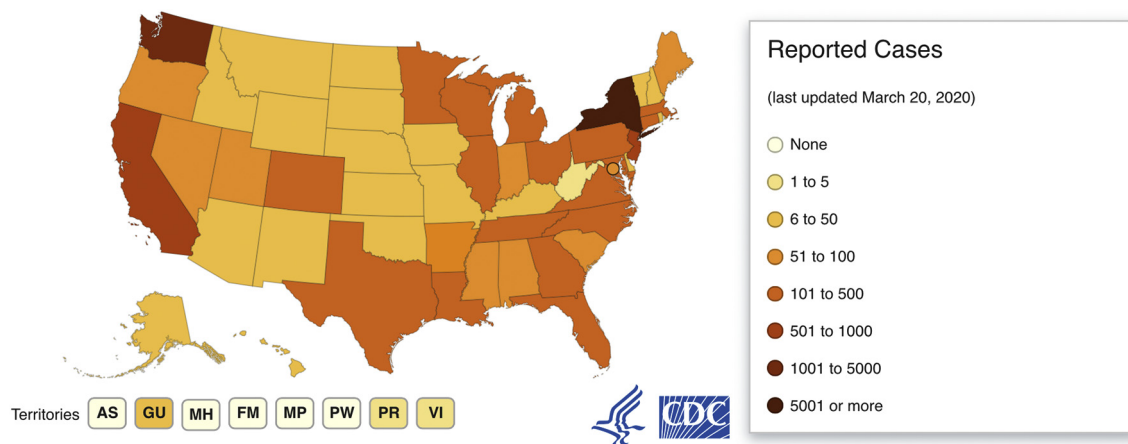 Reported Cases
(last updated March 20, 2020)
None
1 to 5
6 to 50
51 to 100
101 to 500
501 to 1000
1001 to 5000
5001 or more
Territories AS GU MH FM MP PW PR VI
CDC